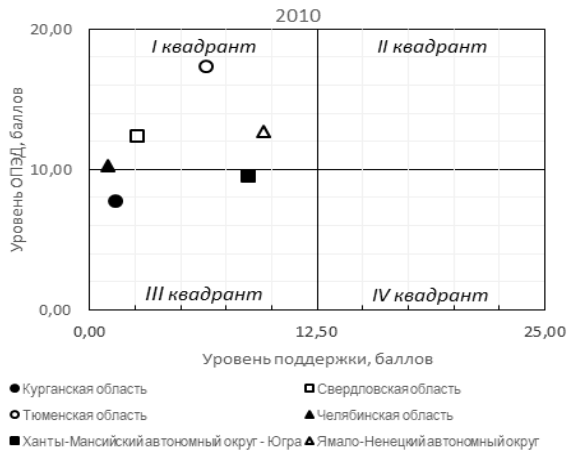 2010
20,00
I квадрант
II квадрант
Уровень ОПЭД, баллов
10,00
III квадрант
IV квадрант
0,00
0,00
12,50
25,00
Уровень поддержки, баллов
Курганская область
Свердловская область
Тюменская область
Челябинская область
Ханты-Мансийский автономный округ - Югра
Ямало-Ненецкий автономный округ